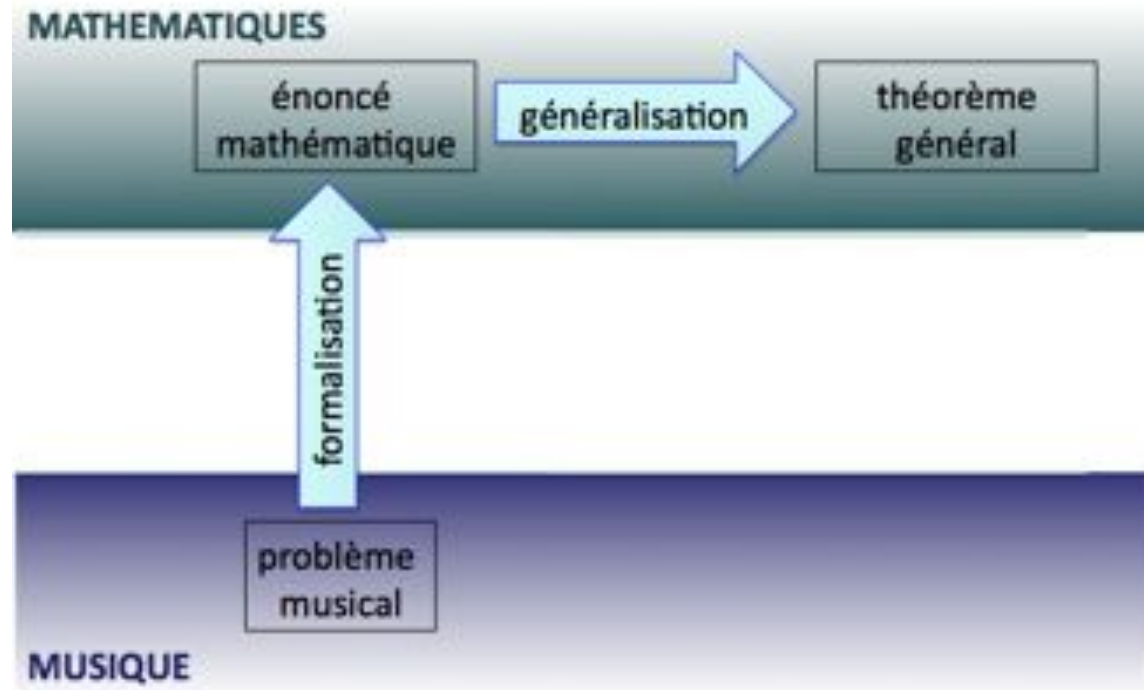 MATHEMATIQUES
énoncé
mathématique
généralisation
théorème
général
formalisation
problème
musical
MUSIQUE